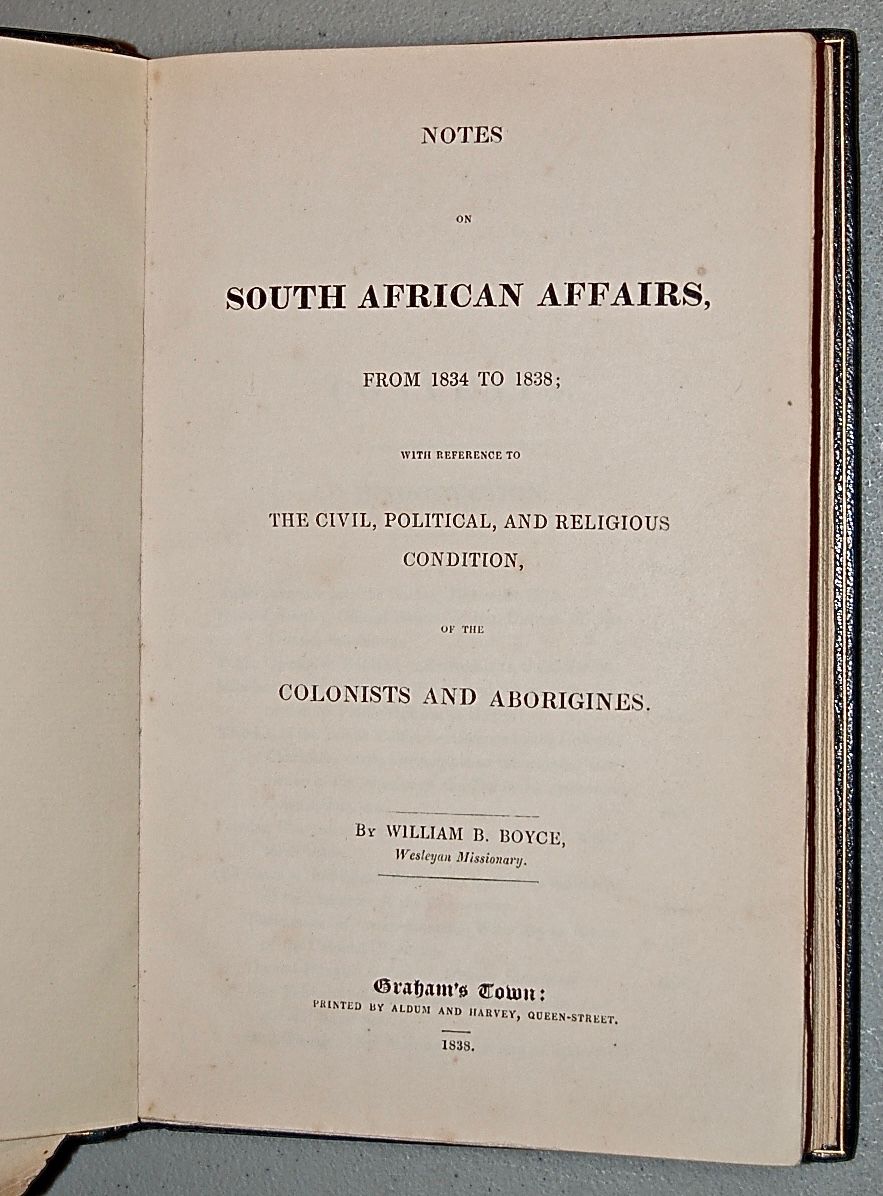 NOTES
ON
SOUTH AFRICAN AFFAIRS,
FROM 1834 TO 1838;
WITH REFERENCE TO
THE CIVIL, POLITICAL, AND RELIGIOUS
CONDITION,
OF THE
COLONISTS AND ABORIGINES.
BY WILLIAM B. BOYCE,
Wesleyan Missionary.
Graham's Town:
PRINTED BY ALDUM AND HARVEY, QUEEN-STREET.
1838.